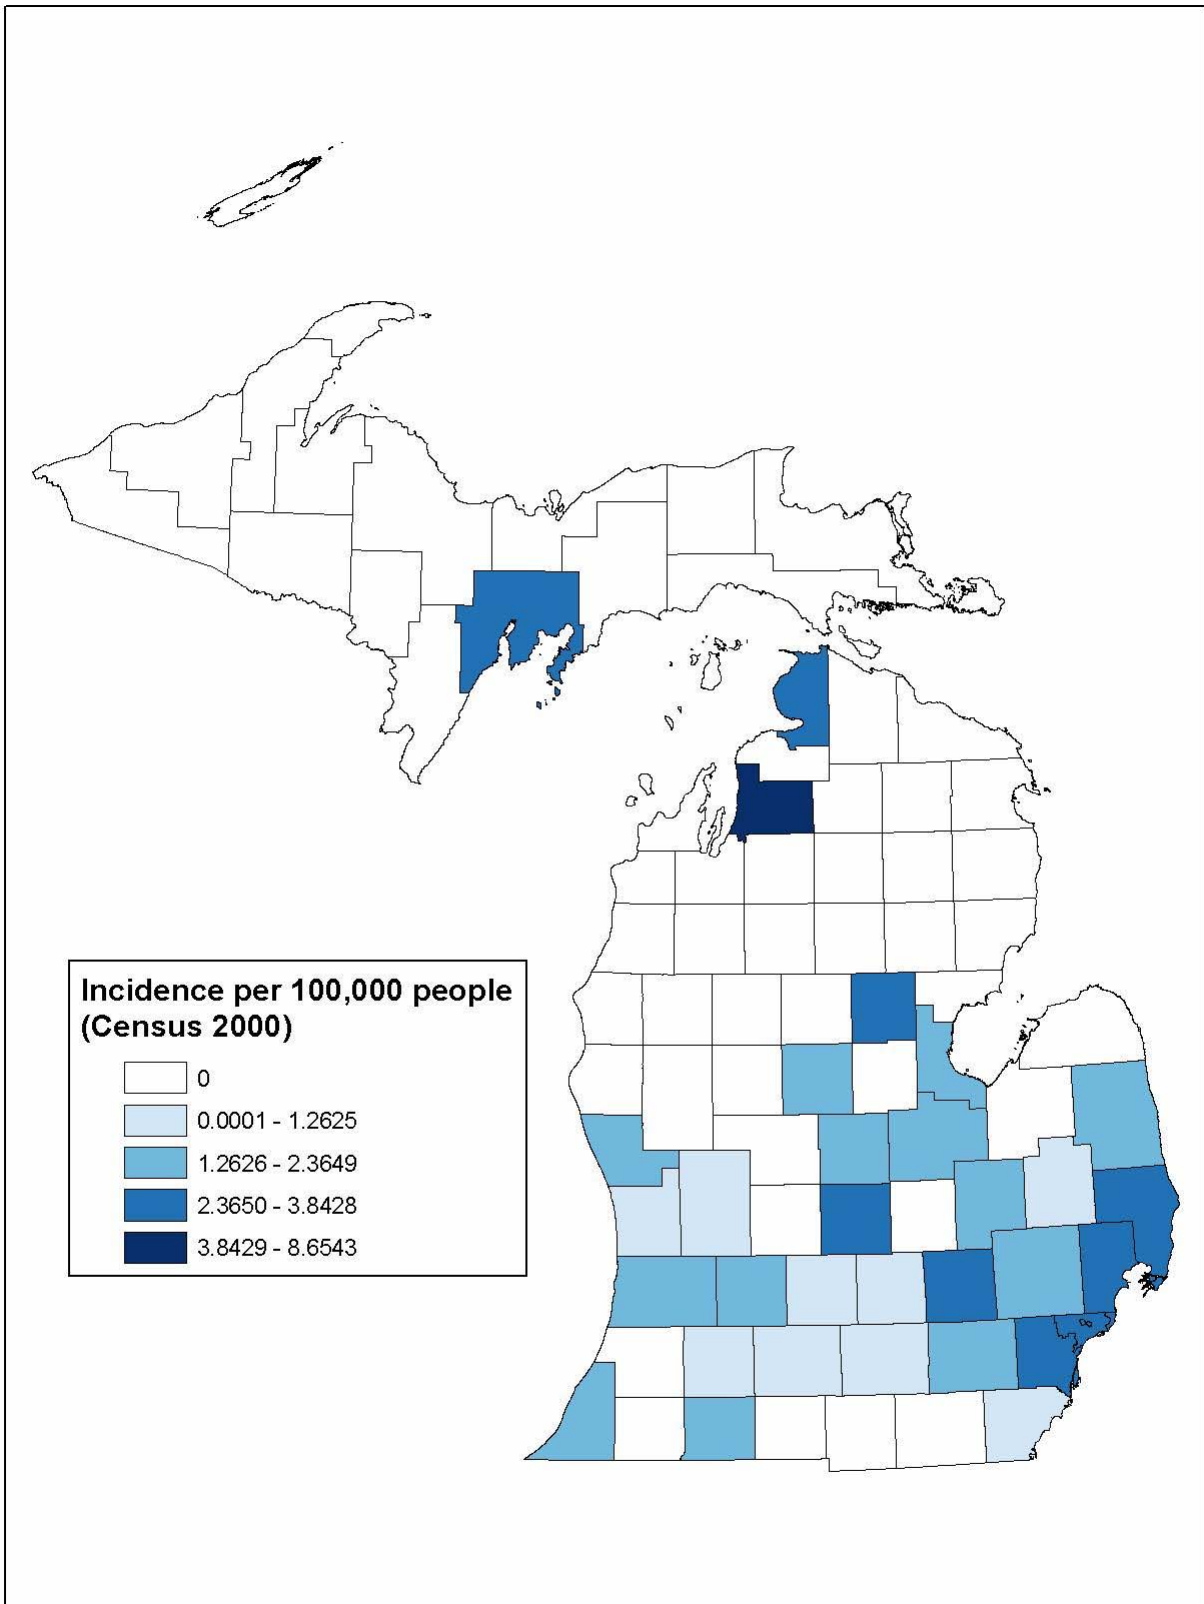 Incidence per 100,000 people
(Census 2000)
0
0.0001 - 1.2625
1.2626 - 2.3649
2.3650 - 3.8428
3.8429 - 8.6543